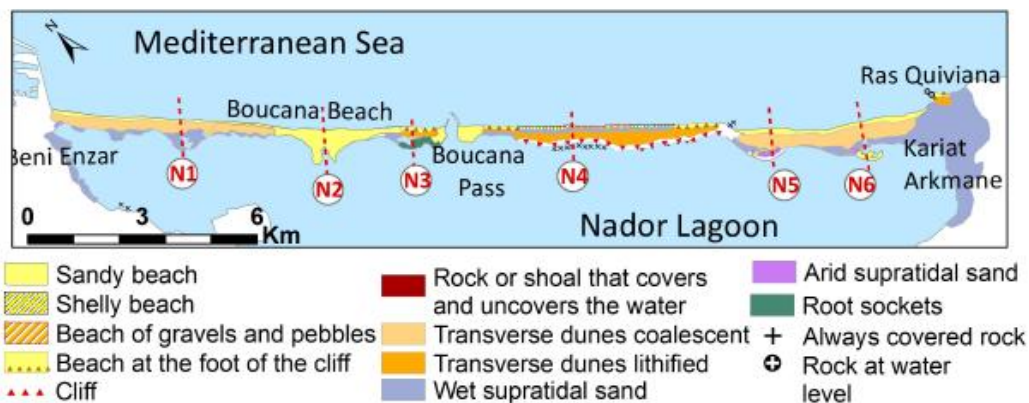 N
Mediterranean Sea
Ras Quiviana
Boucana Beach
Beni Enzar
Boucana
Pass
Kariat
Arkmane
N1
N2
N3
N4
N5
N6
Nador Lagoon
0 3 6
Km
Sandy beach
Shelly beach
Beach of gravels and pebbles
Beach at the foot of the cliff
Cliff
Rock or shoal that covers
and uncovers the water
Transverse dunes coalescent
Transverse dunes lithified
Wet supratidal sand
Arid supratidal sand
Root sockets
Always covered rock
Rock at water
level